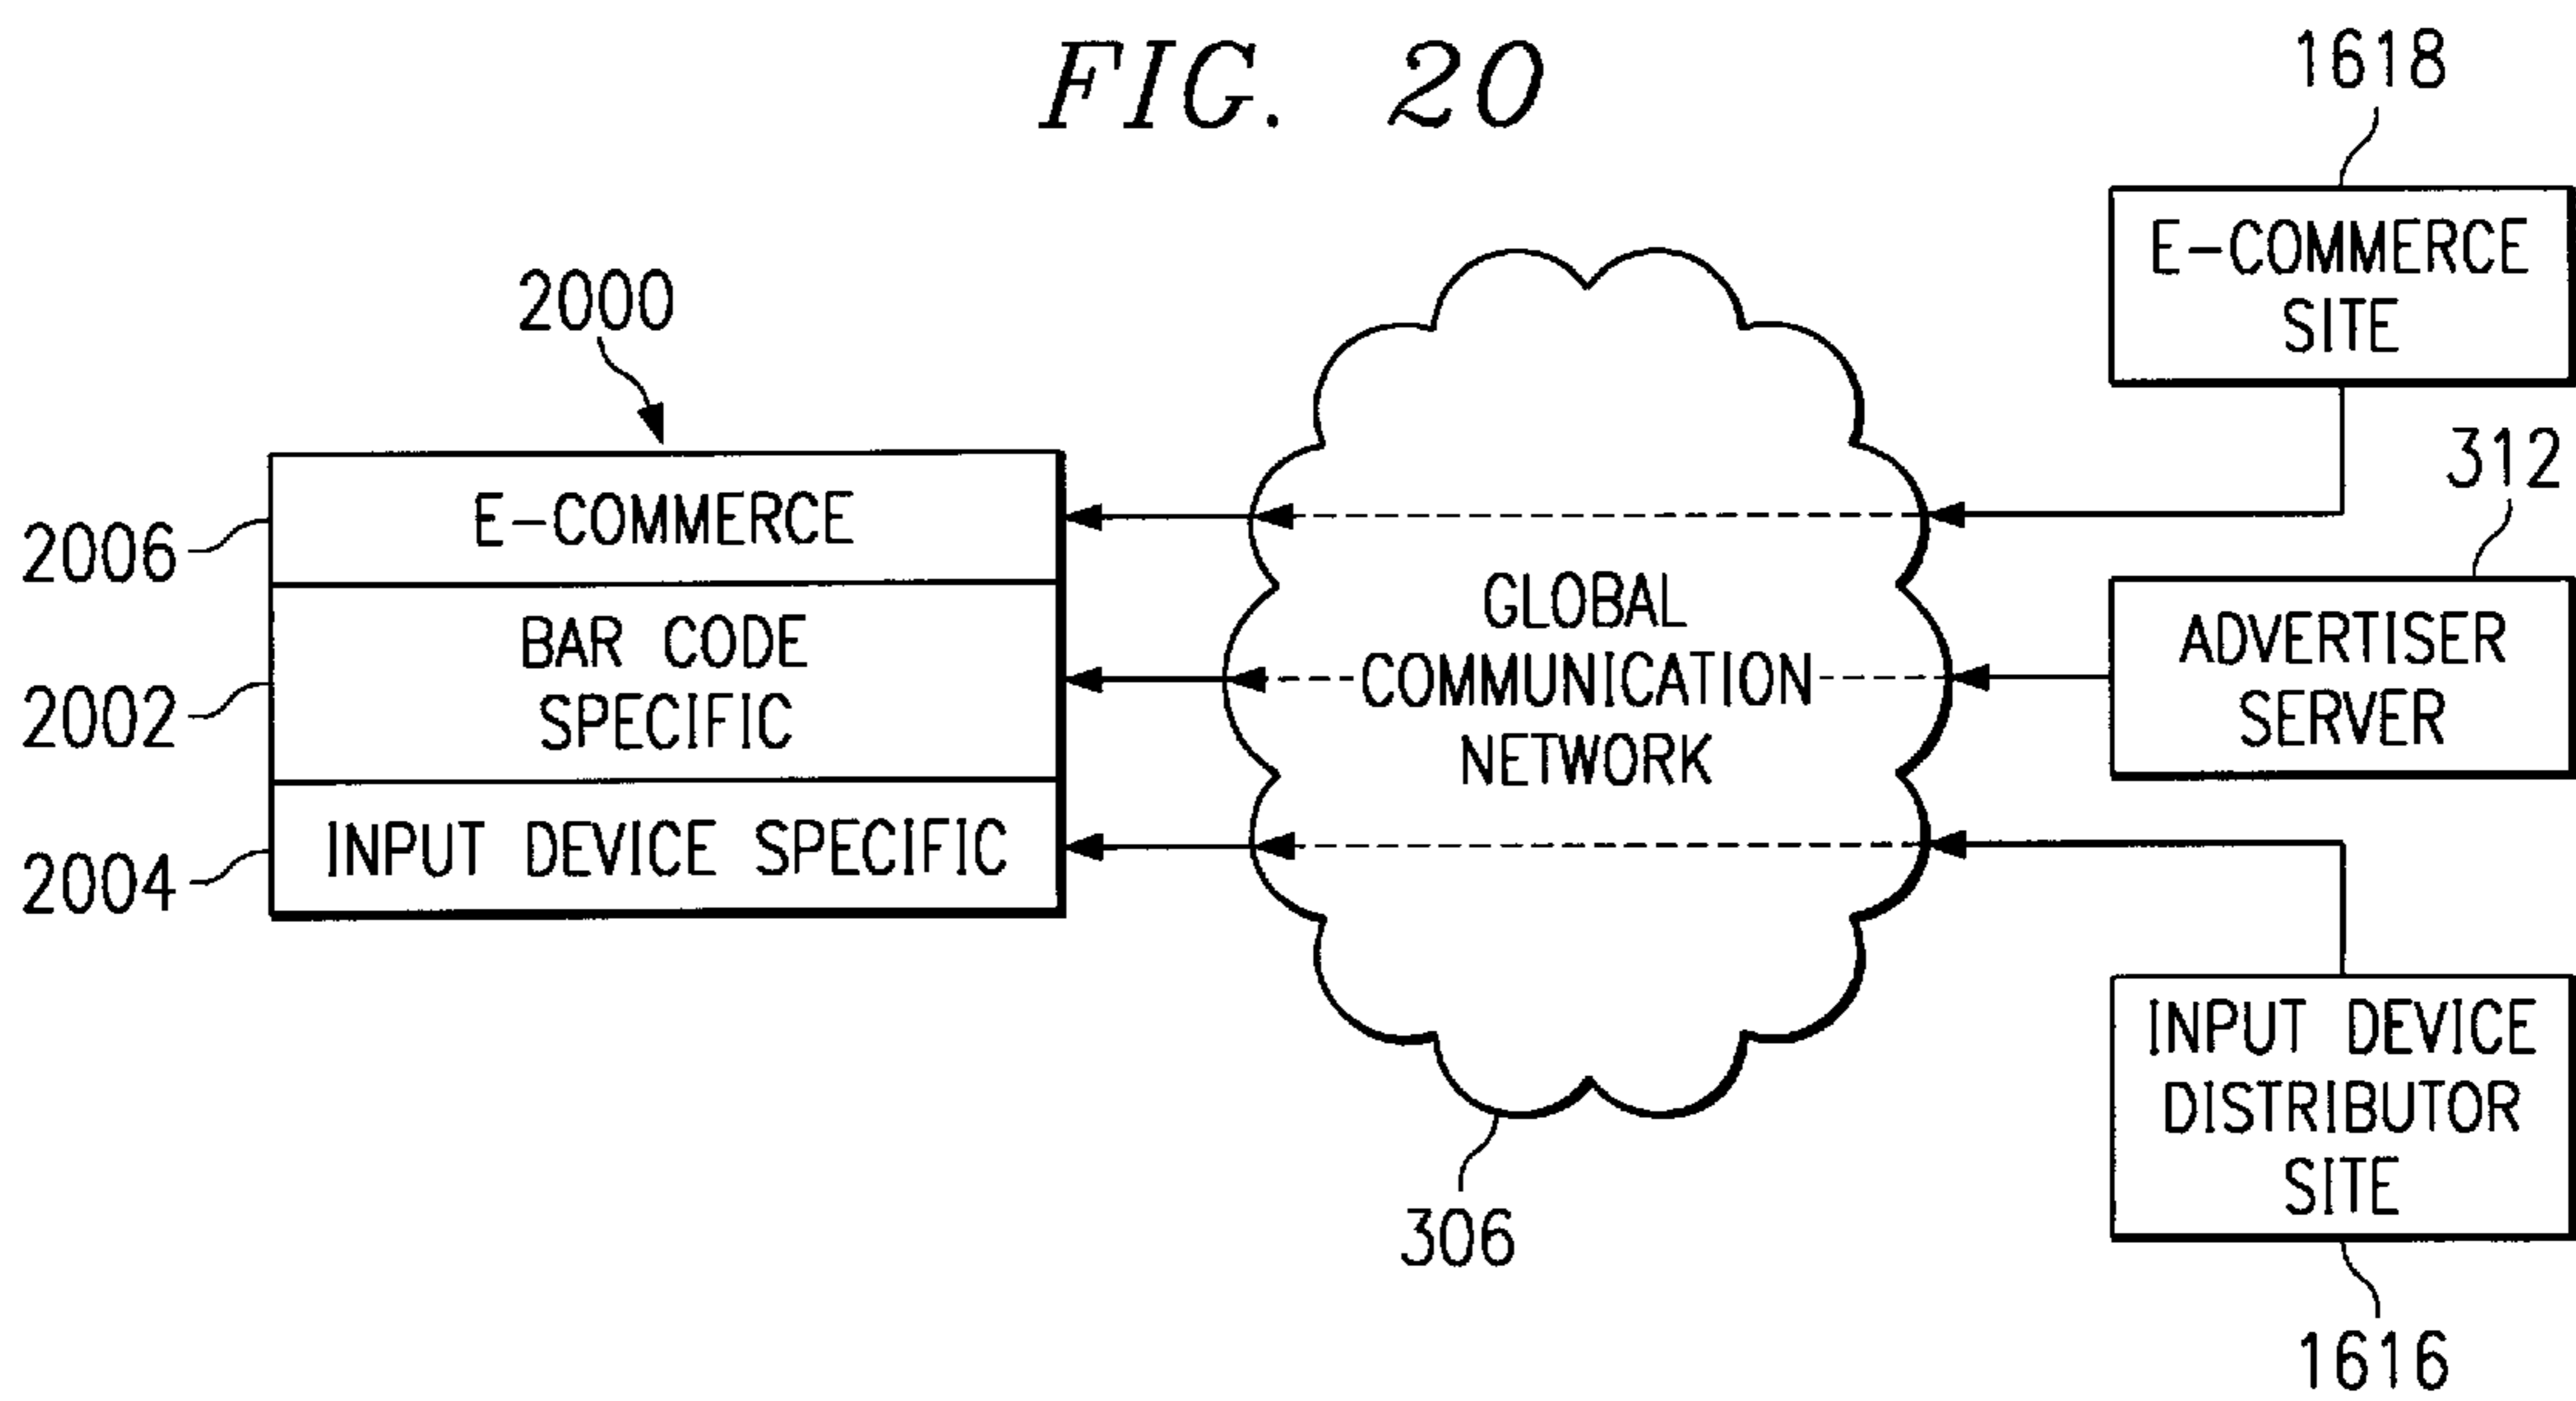 FIG. 20
1618
E-COMMERCE
SITE
2000
312
E-COMMERCE
2006
GLOBAL
COMMUNICATION
NETWORK
BAR CODE
SPECIFIC
2002
ADVERTISER
SERVER
INPUT DEVICE SPECIFIC
2004
INPUT DEVICE
DISTRIBUTOR
SITE
306
1616